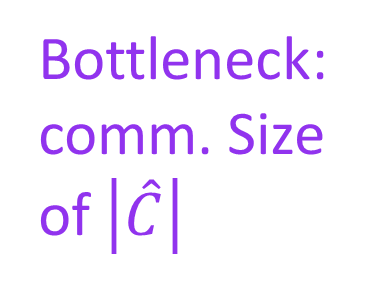 Bottleneck:
comm. Size
of |Ĉ|